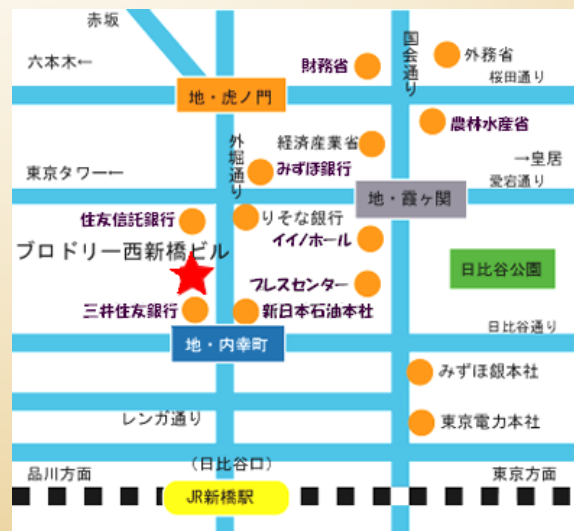 赤坂
国会通り
外務省
六本木←
財務省
桜田通り
地・虎ノ門
農林水産省
外堀通り
経済産業省
→皇居
東京タワー←
みずほ銀行
愛宕通り
地・霞ヶ関
住友信託銀行
りそな銀行
イイノホール
ブロドリー西新橋ビル
日比谷公園
プレスセンター
三井住友銀行
新日本石油本社
日比谷通り
地・内幸町
みずほ銀本社
レンガ通り
東京電力本社
(日比谷口)
品川方面
東京方面
JR新橋駅